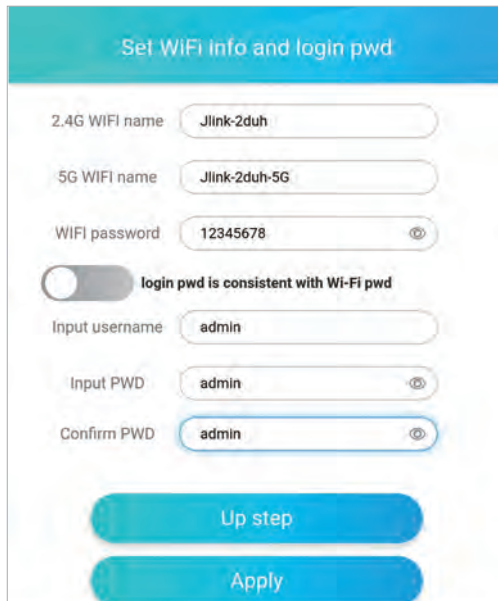 Set WiFi info and login pwd
2.4G WIFI name Jlink-2duh
5G WIFI name Jlink-2duh-5G
WIFI password 12345678
login pwd is consistent with Wi-Fi pwd
Input username admin
Input PWD admin
Confirm PWD admin
Up step
Apply